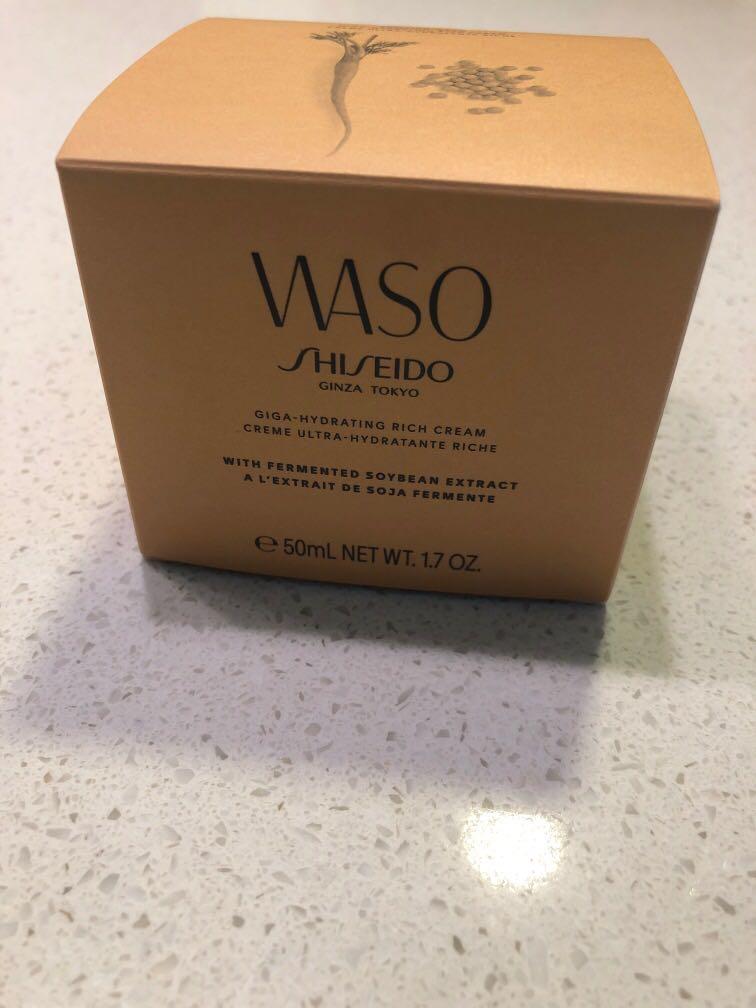 WASO
SHISEIDO
GINZA TOKYO
GIGA-HYDRATING RICH CREAM
CREME ULTRA-HYDRATANTE RICHE
WITH FERMENTED SOYBEAN EXTRACT
A L'EXTRAIT DE SOJA FERMENTE
℮ 50mL NET WT. 1.7 OZ.